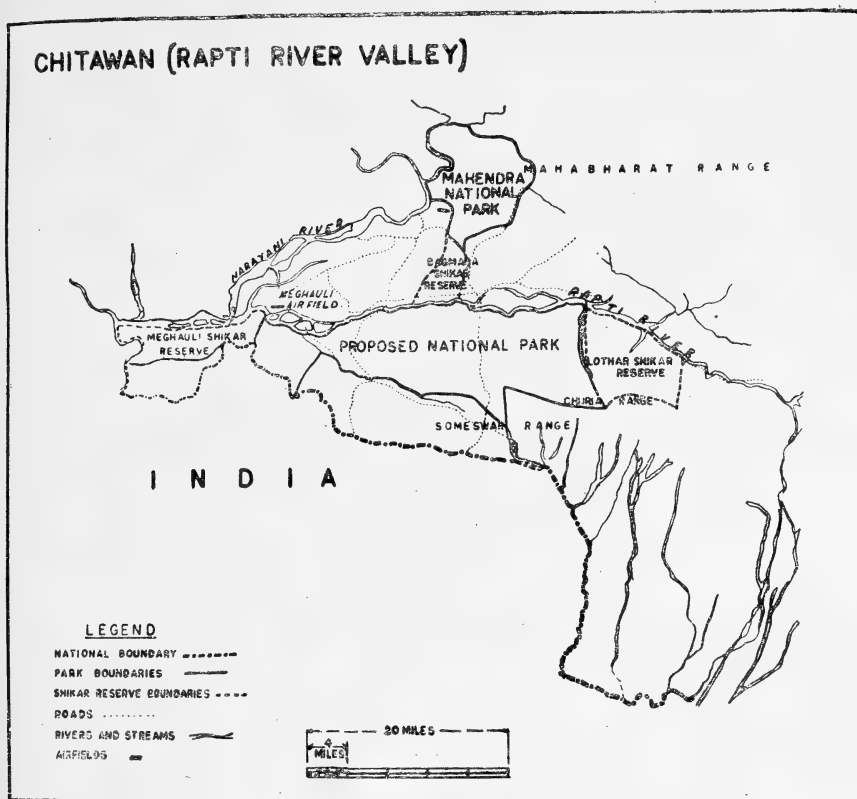 CHITAWAN (RAPTI RIVER VALLEY)
MAHABHARAT RANGE
MAHENDRA
NATIONAL
PARK
NARAYANI RIVER
BAGMARA
SHIKAR
RESERVE
MEGHAULI
AIRFIELD
RAPTI RIVER
MEGHAULI SHIKAR
RESERVE
PROPOSED NATIONAL PARK
LOTHAR SHIKAR
RESERVE
CHURIA RANGE
SOMESWAR RANGE
INDIA
LEGEND
NATIONAL BOUNDARY
PARK BOUNDARIES
SHIKAR RESERVE BOUNDARIES
ROADS
RIVERS AND STREAMS
AIRFIELDS
20 MILES
4
MILES